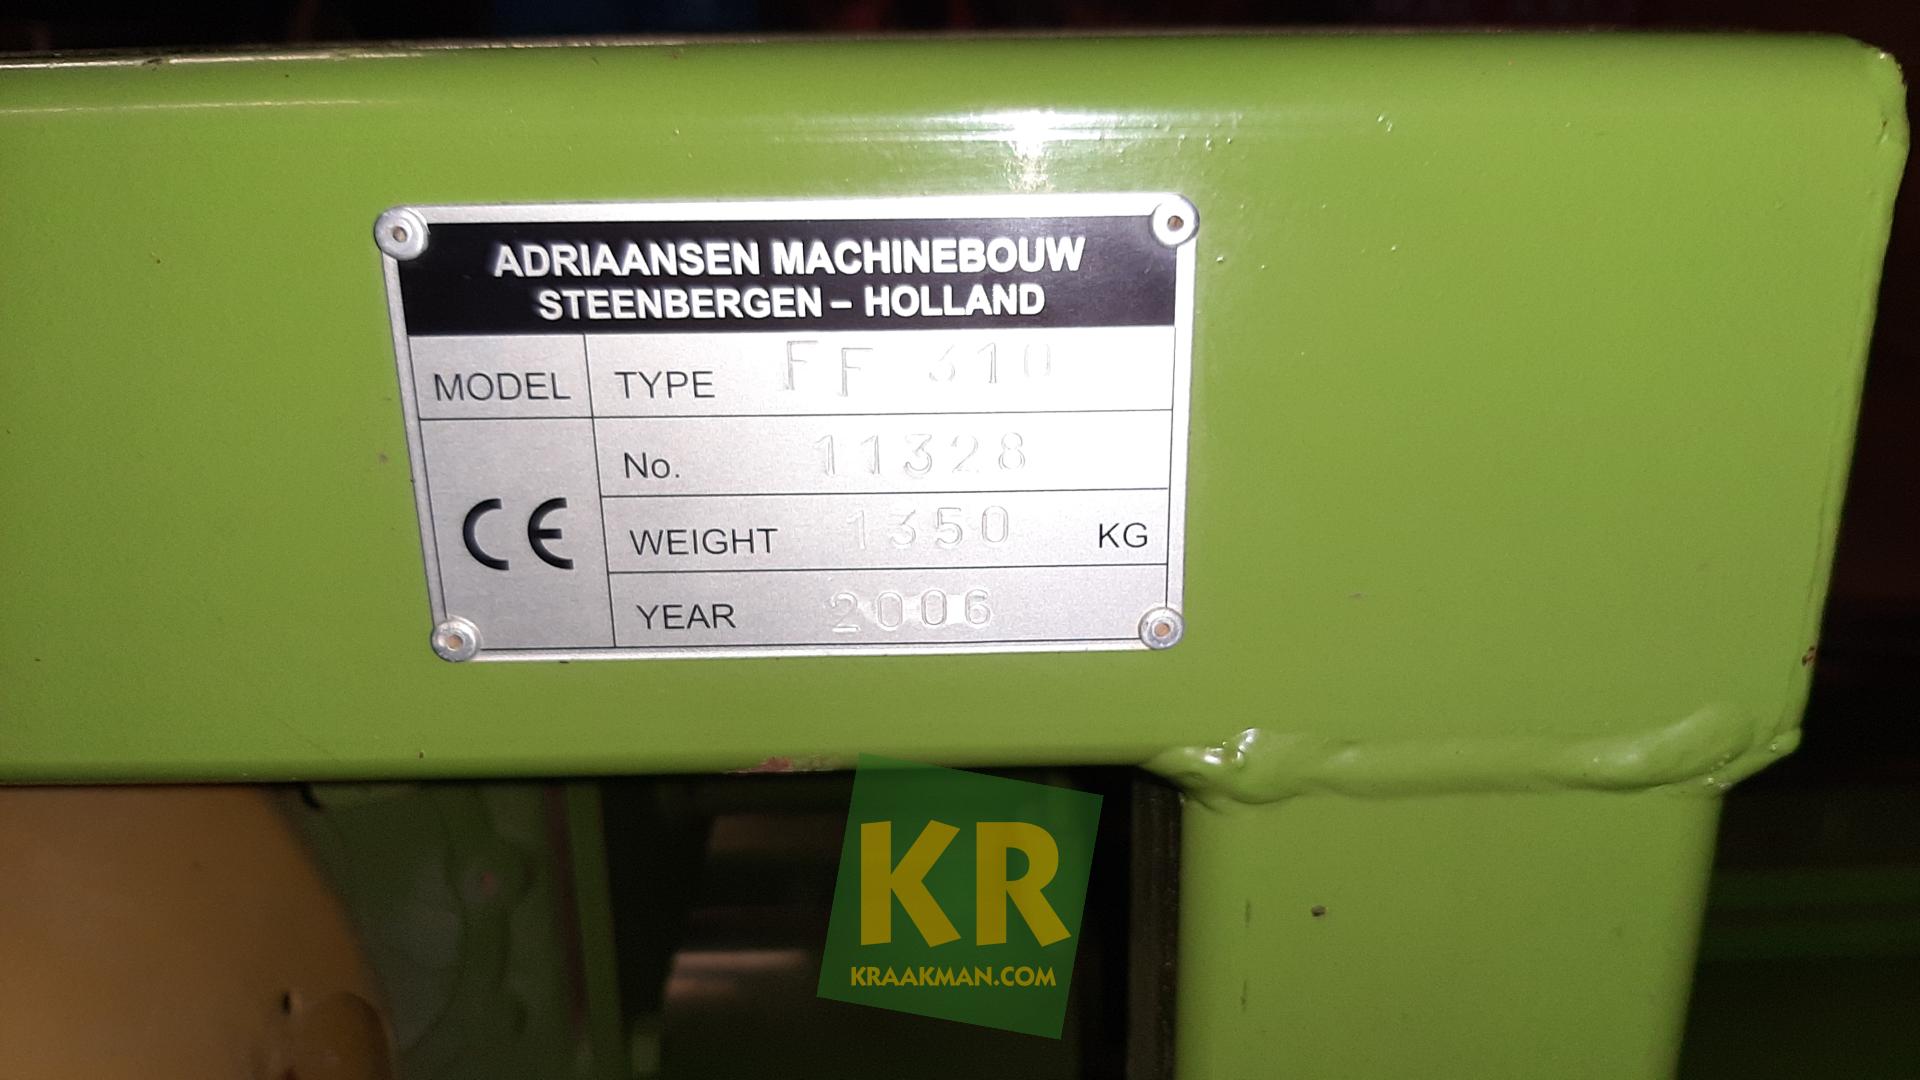 ADRIAANSEN MACHINEBOUW
STEENBERGEN – HOLLAND
MODEL TYPE FF 310
No. 11328
CE WEIGHT 1350 KG
YEAR 2006
KR
KRAAKMAN.COM